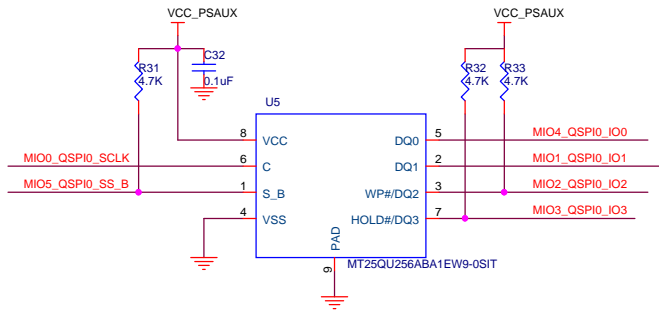 VCC_PSAUX
VCC_PSAUX
R31
4.7K
C32
0.1uF
R32
4.7K
R33
4.7K
U5
8 VCC DQ0 5 MIO4_QSPI0_IO0
MIO0_QSPI0_SCLK 6 C DQ1 2 MIO1_QSPI0_IO1
MIO5_QSPI0_SS_B 1 S_B WP#/DQ2 3 MIO2_QSPI0_IO2
4 VSS HOLD#/DQ3 7 MIO3_QSPI0_IO3
PAD
9
MT25QU256ABA1EW9-0SIT